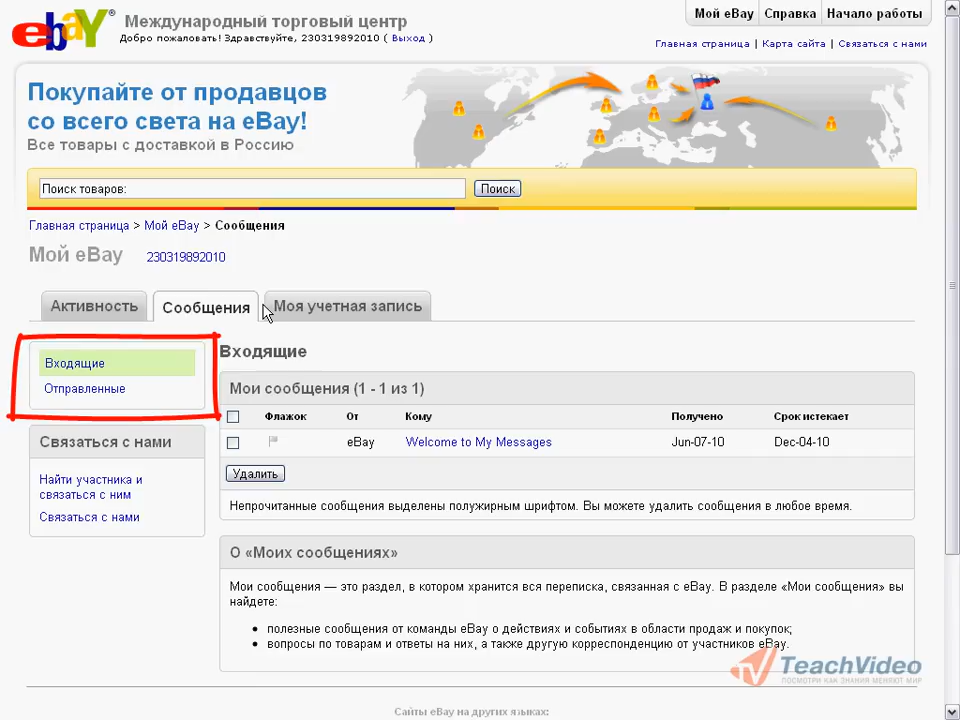 ebaY®
Международный торговый центр
Добро пожаловать! Здравствуйте, 230319892010 ( Выход )
Мой eBay Справка Начало работы
Главная страница | Карта сайта | Связаться с нами
Покупайте от продавцов
со всего света на eBay!
Все товары с доставкой в Россию
Поиск товаров: Поиск
Главная страница > Мой eBay > Сообщения
Мой eBay 230319892010
Активность Сообщения Моя учетная запись
Входящие
Отправленные
Связаться с нами
Найти участника и
связаться с ним
Связаться с нами
Входящие
Мои сообщения (1 - 1 из 1)
Флажок От Кому Получено Срок истекает
eBay Welcome to My Messages Jun-07-10 Dec-04-10
Удалить
Непрочитанные сообщения выделены полужирным шрифтом. Вы можете удалить сообщения в любое время.
О «Моих сообщениях»
Мои сообщения — это раздел, в котором хранится вся переписка, связанная с eBay. В разделе «Мои сообщения» вы
найдете:
• полезные сообщения от команды eBay о действиях и событиях в области продаж и покупок;
• вопросы по товарам и ответы на них, а также другую корреспонденцию от участников eBay.
TV TeachVideo
ПОСМОТРИ КАК ЗНАНИЯ МЕНЯЮТ МИР
Сайты eBay на других языках: